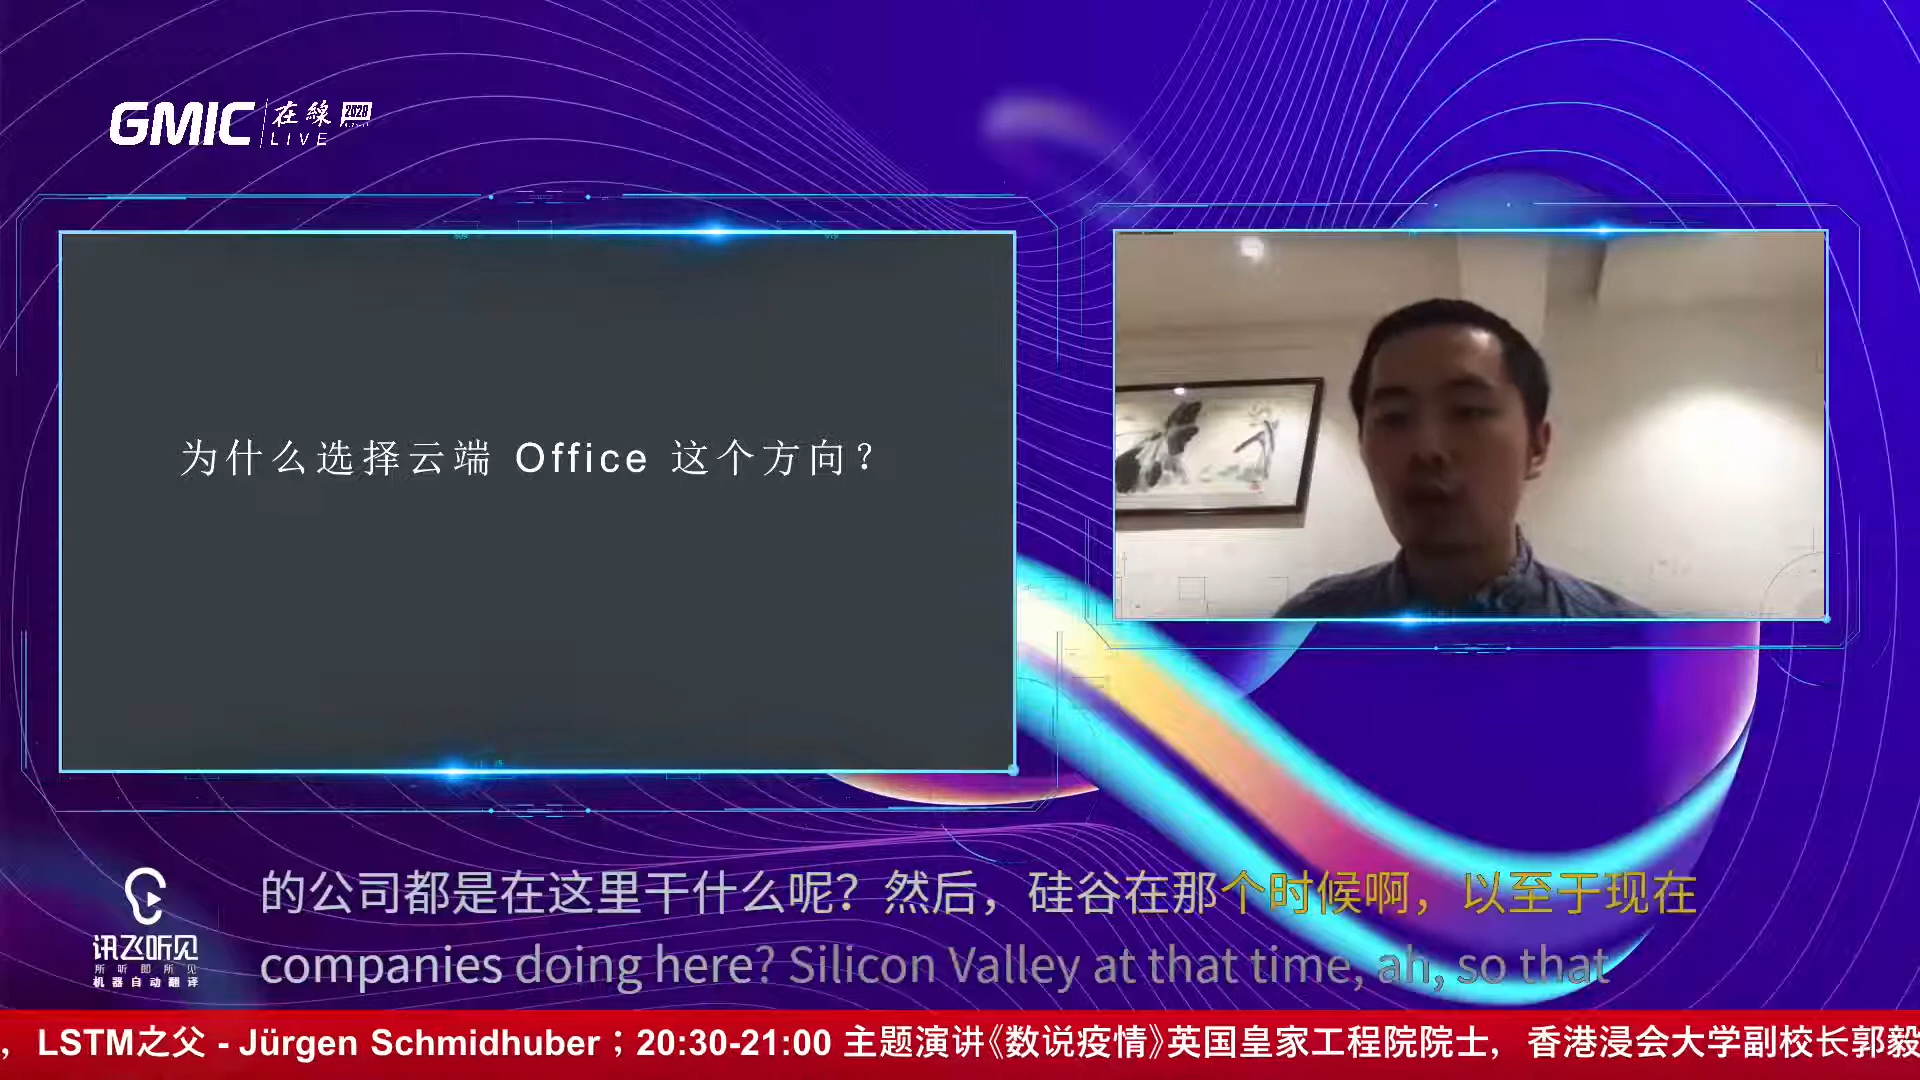 GMIC 在線 2020
LIVE
为什么选择云端 Office 这个方向？
的公司都是在这里干什么呢？然后，硅谷在那个时候啊，以至于现在
companies doing here? Silicon Valley at that time, ah, so that
讯飞听见
所听即所见
机器自动翻译
，LSTM之父 - Jürgen Schmidhuber；20:30-21:00 主题演讲《数说疫情》英国皇家工程院院士，香港浸会大学副校长郭毅